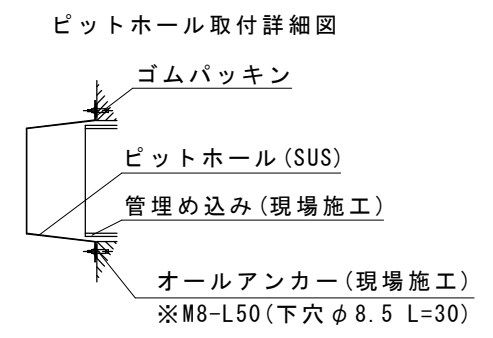 ピットホール取付詳細図
ゴムパッキン
ピットホール(SUS)
管埋め込み(現場施工)
オールアンカー(現場施工)
※M8-L50(下穴φ8.5 L=30)